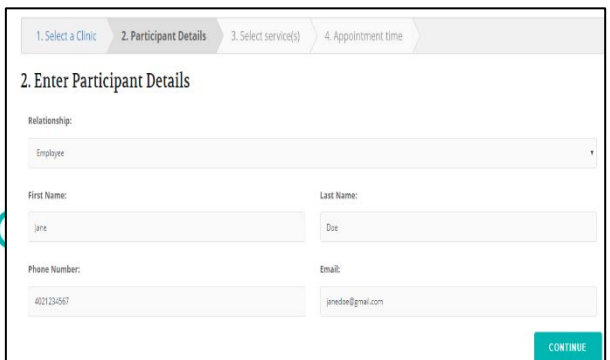 1. Select a Clinic 2. Participant Details 3. Select service(s) 4. Appointment time
2. Enter Participant Details
Relationship:
Employee
First Name: Last Name:
Jane Doe
Phone Number: Email:
4021234567 janedoe@gmail.com
CONTINUE